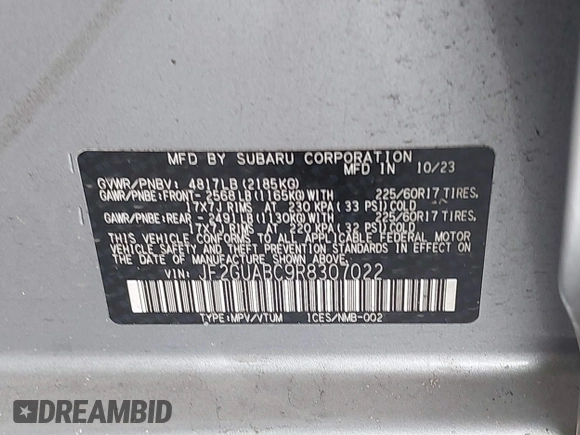 MFD BY SUBARU CORPORATION
MFD IN 10/23
GVWR/PNBV: 4817LB (2185KG)
GAWR/PNBE:FRONT- 2568LB(1165KG)WITH 225/60R17 TIRES,
17X7J RIMS AT 230 KPA (33 PSI)COLD
GAWR/PNBE:REAR - 2491LB(1130KG)WITH 225/60R17 TIRES,
17X7J RIMS AT 220 KPA(32 PSI)COLD.
THIS VEHICLE CONFORMS TO ALL APPLICABLE FEDERAL MOTOR
VEHICLE SAFETY AND THEFT PREVENTION STANDARDS IN EFFECT
ON THE DATE OF MANUFACTURE SHOWN ABOVE.
VIN: JF2GUABC9R8307022
TYPE:MPV/VTUM 1CES/NMB-002
DREAMBID